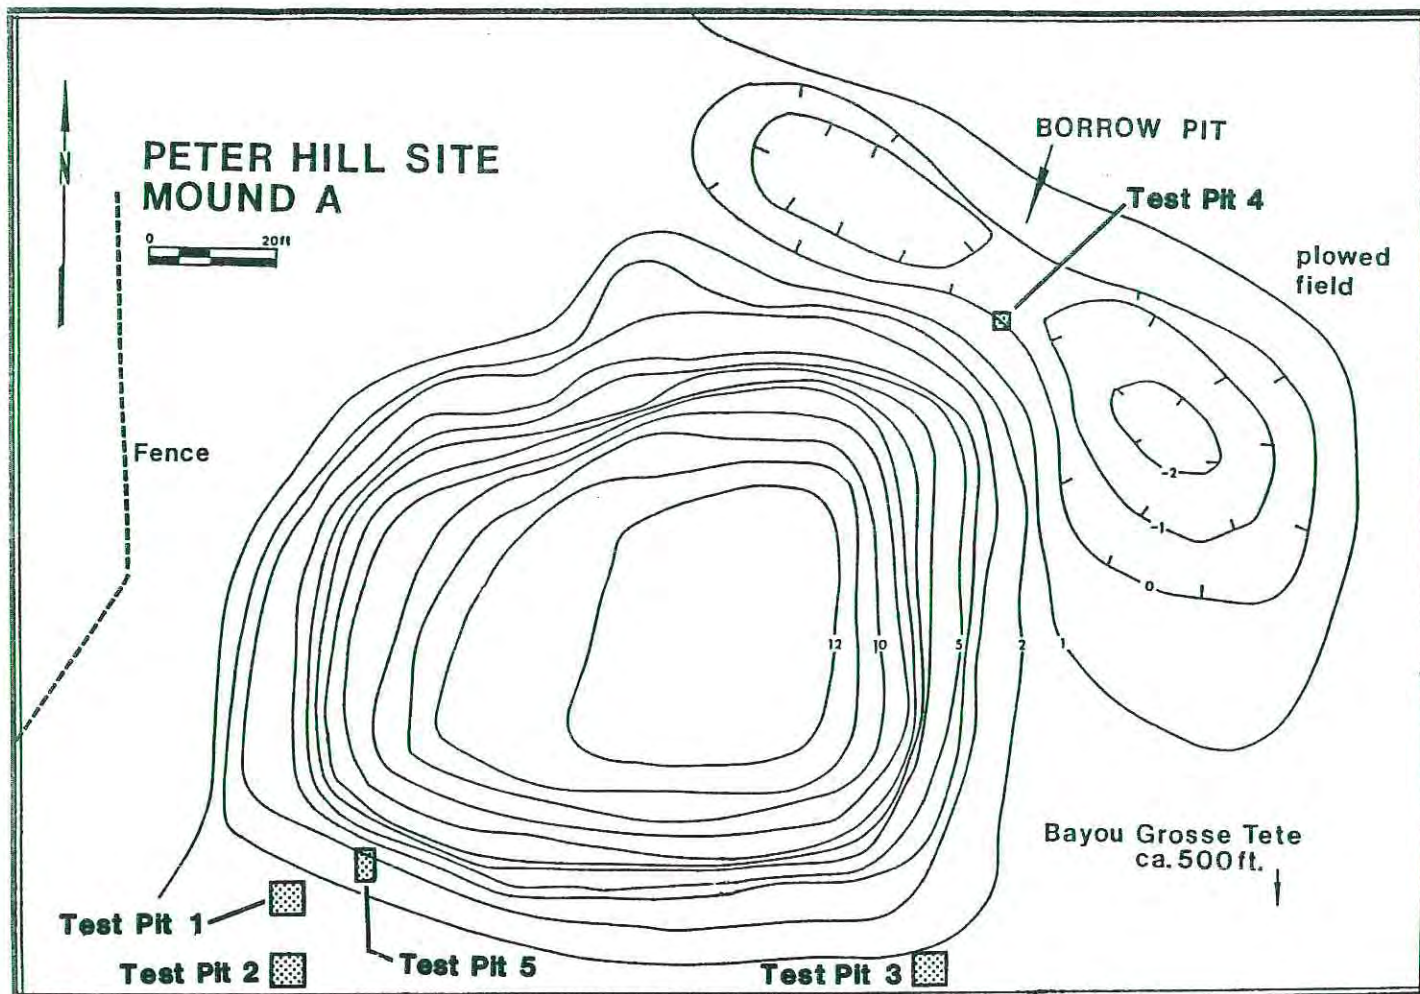 N
PETER HILL SITE
MOUND A
0 20ft
BORROW PIT
Test Pit 4
plowed
field
Fence
-2
-1
0
12
10
5
2
1
Bayou Grosse Tete
ca. 500 ft.
Test Pit 1
Test Pit 2
Test Pit 5
Test Pit 3